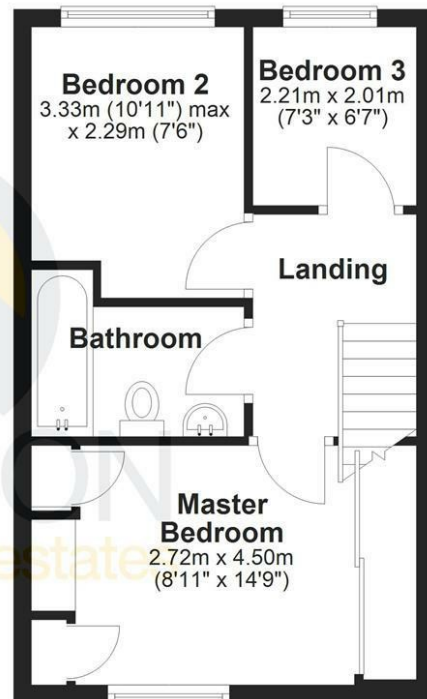 Bedroom 2
3.33m (10'11") max
x 2.29m (7'6")
Bedroom 3
2.21m x 2.01m
(7'3" x 6'7")
Landing
Bathroom
Master
Bedroom
2.72m x 4.50m
(8'11" x 14'9")
ON
estates